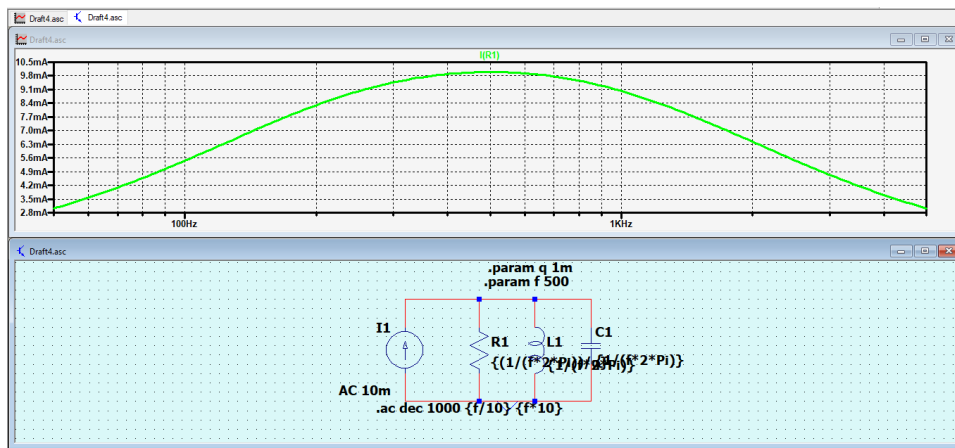 Draft4.asc Draft4.asc
Draft4.asc
I(R1)
10.5mA
9.8mA
9.1mA
8.4mA
7.7mA
7.0mA
6.3mA
5.6mA
4.9mA
4.2mA
3.5mA
2.8mA
100Hz 1KHz
Draft4.asc
.param q 1m
.param f 500
I1
R1 L1 C1
AC 10m
.ac dec 1000 {f/10} {f*10}